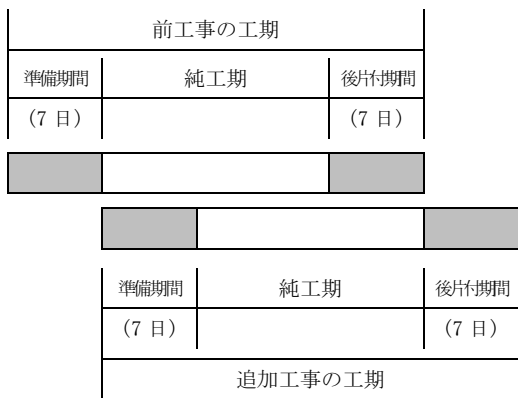 前工事の工期
準備期間 純工期 後片付期間
（7 日） （7 日）
準備期間 純工期 後片付期間
（7 日） （7 日）
追加工事の工期